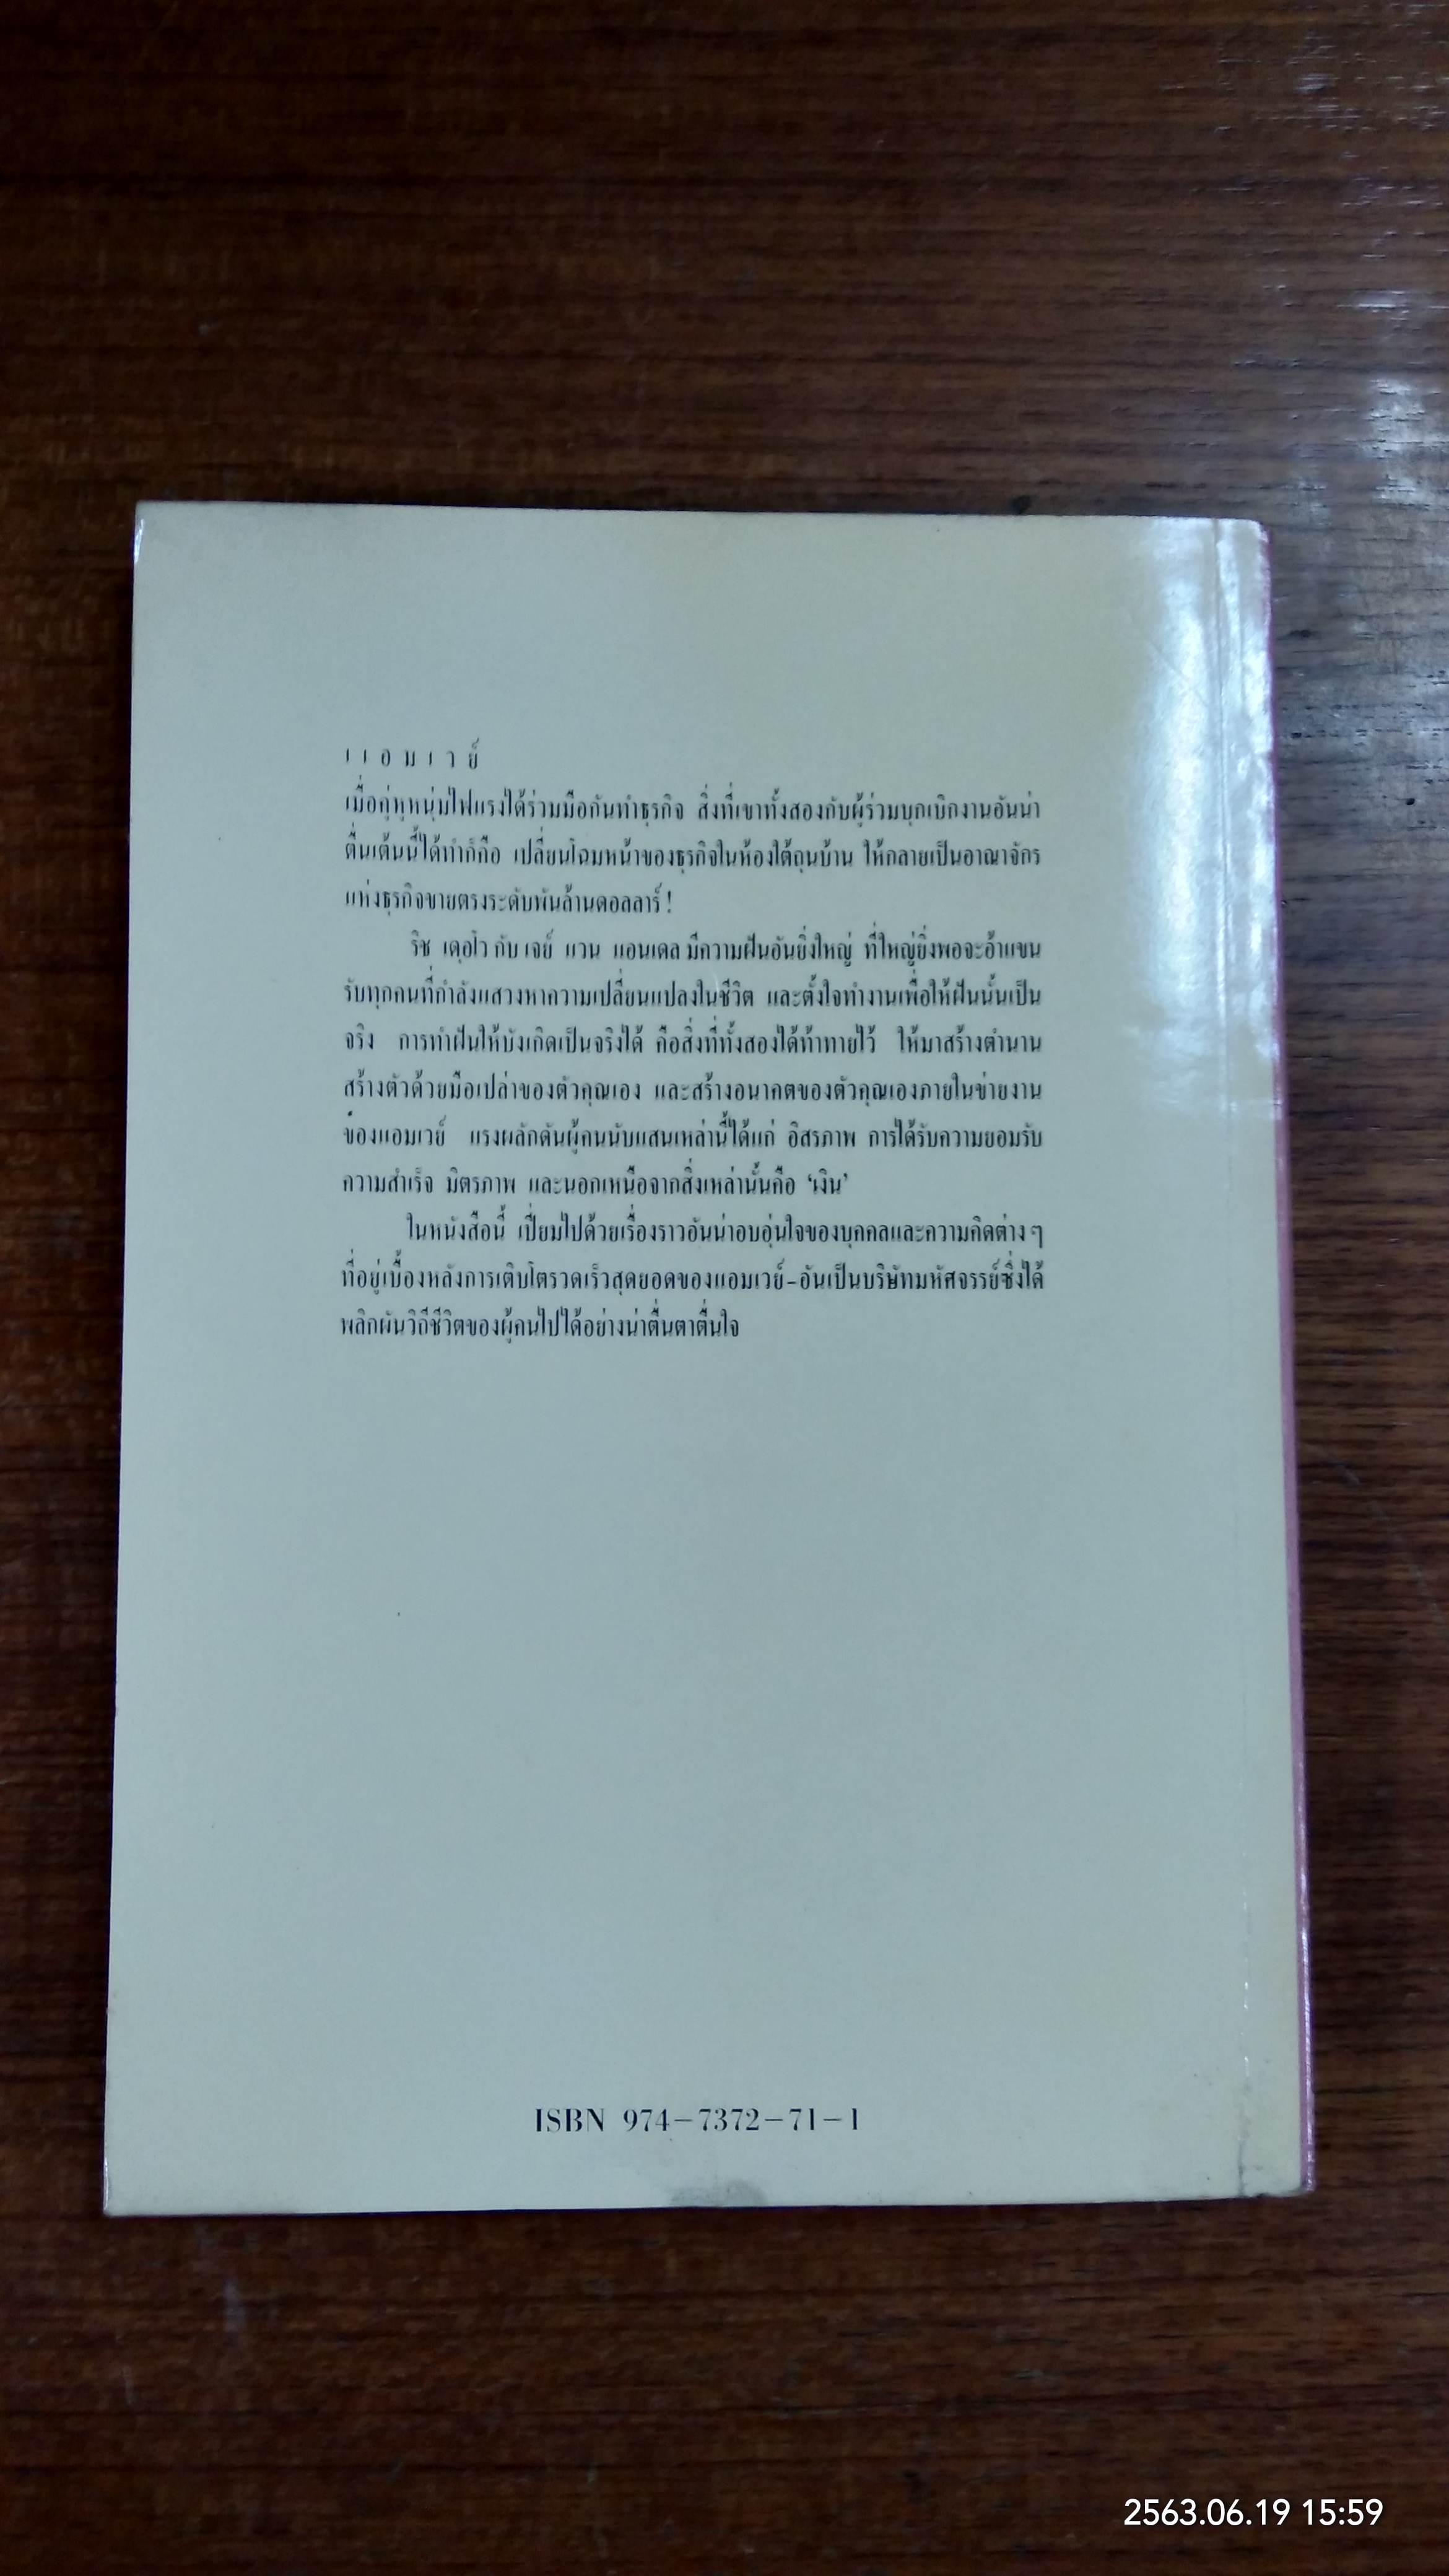 แอมเวย์
เมื่อคู่หูหนุ่มไฟแรงได้ร่วมมือกันทำธุรกิจ สิ่งที่เขาทั้งสองกับผู้ร่วมบุกเบิกงานอันน่า
ตื่นเต้นนี้ได้ทำก็คือ เปลี่ยนโฉมหน้าของธุรกิจในห้องใต้ถุนบ้าน ให้กลายเป็นอาณาจักร
แห่งธุรกิจขายตรงระดับพันล้านดอลลาร์!
ริช เดอโว กับ เจย์ แวน แอนเดล มีความฝันอันยิ่งใหญ่ ที่ใหญ่ยิ่งพอจะอ้าแขน
รับทุกคนที่กำลังแสวงหาความเปลี่ยนแปลงในชีวิต และตั้งใจทำงานเพื่อให้ฝันนั้นเป็น
จริง การทำฝันให้บังเกิดเป็นจริงได้ คือสิ่งที่ทั้งสองได้ท้าทายไว้ ให้มาสร้างตำนาน
สร้างตัวด้วยมือเปล่าของตัวคุณเอง และสร้างอนาคตของตัวคุณเองภายในข่ายงาน
ของแอมเวย์ แรงผลักดันผู้คนนับแสนเหล่านี้ได้แก่ อิสรภาพ การได้รับความยอมรับ
ความสำเร็จ มิตรภาพ และนอกเหนือจากสิ่งเหล่านั้นคือ ‘เงิน’
ในหนังสือนี้ เปี่ยมไปด้วยเรื่องราวอันน่าอบอุ่นใจของบุคคลและความคิดต่างๆ
ที่อยู่เบื้องหลังการเติบโตรวดเร็วสุดยอดของแอมเวย์-อันเป็นบริษัทมหัศจรรย์ซึ่งได้
พลิกผันวิถีชีวิตของผู้คนไปได้อย่างน่าตื่นตาตื่นใจ
ISBN 974-7372-71-1
2563.06.19 15:59